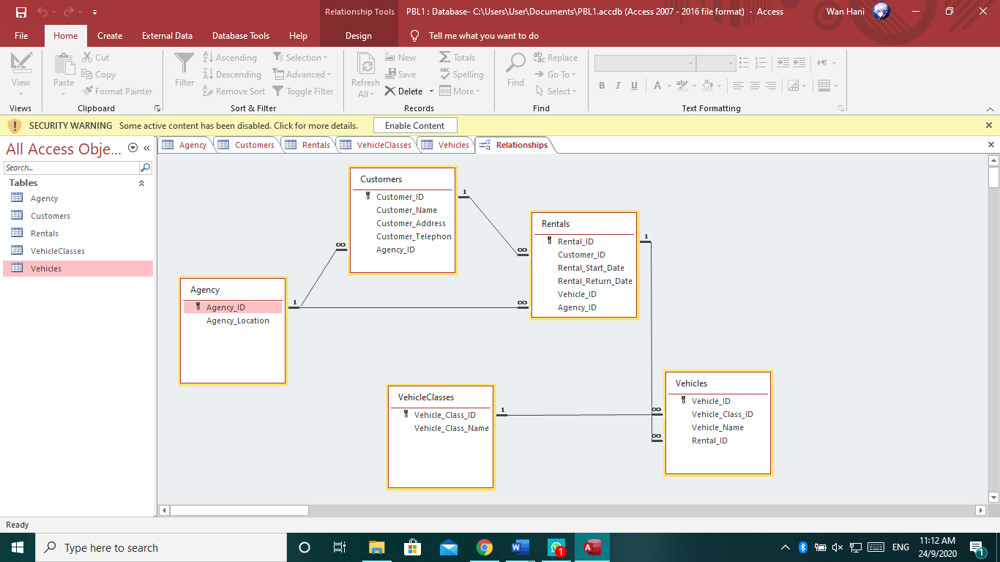 Relationship Tools
PBL1 : Database- C:\Users\User\Documents\PBL1.accdb (Access 2007 - 2016 file format) - Access
Wan Hani
File Home Create External Data Database Tools Help Design Tell me what you want to do
View
Views
Paste
Cut
Copy
Format Painter
Clipboard
Filter
Ascending
Descending
Remove Sort
Selection
Advanced
Toggle Filter
Sort & Filter
Refresh
All
New
Save
Delete
Totals
Spelling
More
Records
Find
Replace
Go To
Select
Find
B I U A
Text Formatting
SECURITY WARNING Some active content has been disabled. Click for more details. Enable Content
All Access Obje...
Search...
Tables
Agency
Customers
Rentals
VehicleClasses
Vehicles
Agency Customers Rentals VehicleClasses Vehicles Relationships
Customers
Customer_ID
Customer_Name
Customer_Address
Customer_Telephon
Agency_ID
1
∞
Rentals
Rental_ID
Customer_ID
Rental_Start_Date
Rental_Return_Date
Vehicle_ID
Agency_ID
1
∞
∞
Agency
Agency_ID
Agency_Location
1
VehicleClasses
Vehicle_Class_ID
Vehicle_Class_Name
1
Vehicles
Vehicle_ID
Vehicle_Class_ID
Vehicle_Name
Rental_ID
∞
∞
Ready
Type here to search
W
1
A
ENG
11:12 AM
24/9/2020
1